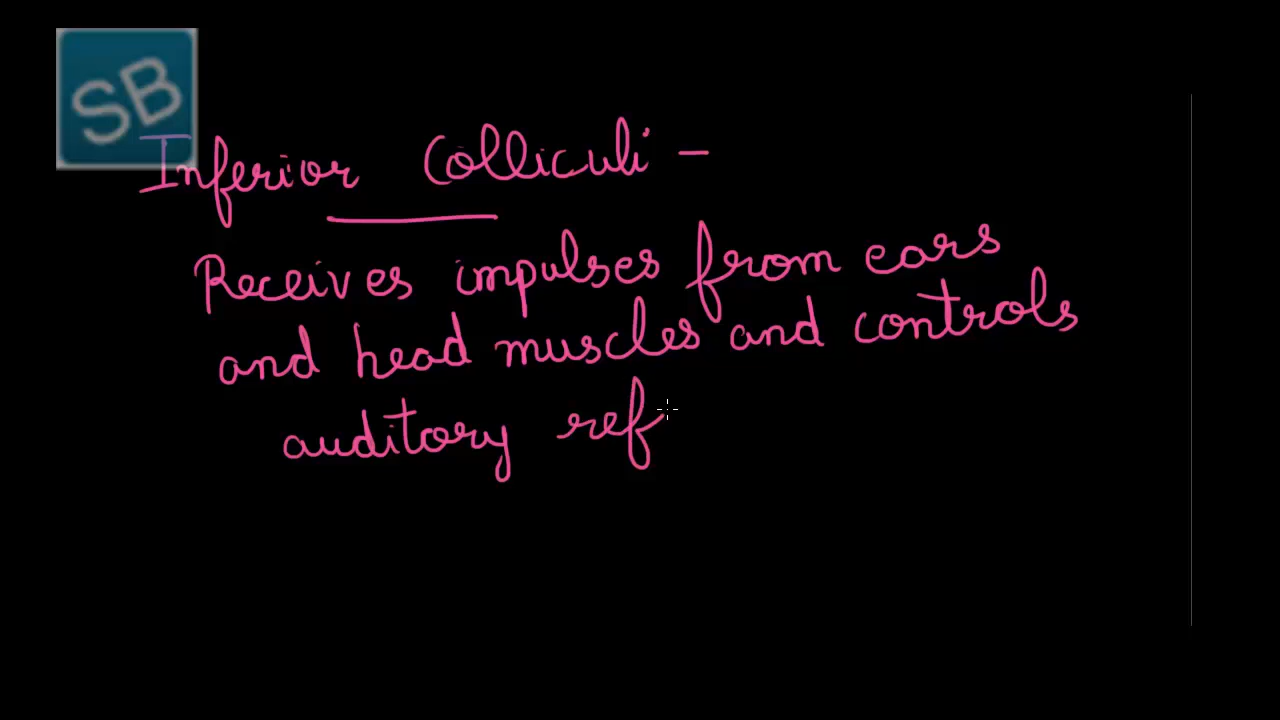 SB
Inferior Colliculi -
Receives impulses from ears
and head muscles and controls
auditory ref